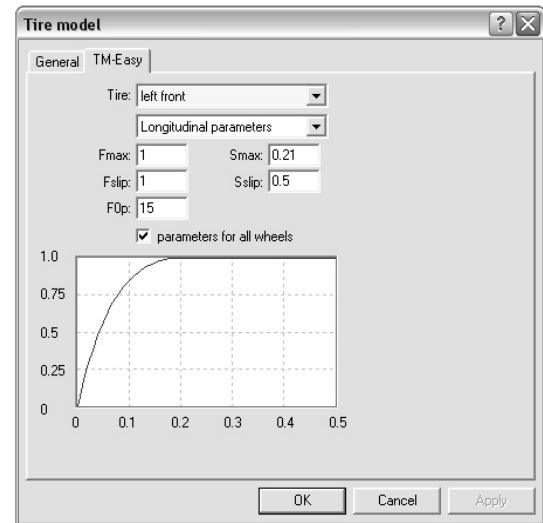 Tire model
General TM-Easy
Tire: left front
Longitudinal parameters
Fmax: 1 Smax: 0.21
Fslip: 1 Sslip: 0.5
F0p: 15
parameters for all wheels
1.0
0.75
0.5
0.25
0
0 0.1 0.2 0.3 0.4 0.5
OK Cancel Apply